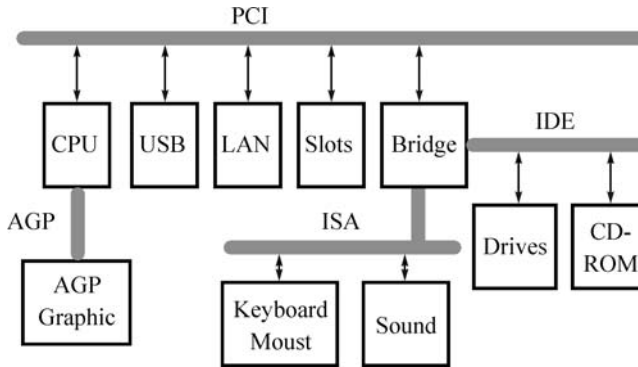 PCI
CPU
USB
LAN
Slots
Bridge
IDE
AGP
ISA
Drives
CD-
ROM
AGP
Graphic
Keyboard
Moust
Sound